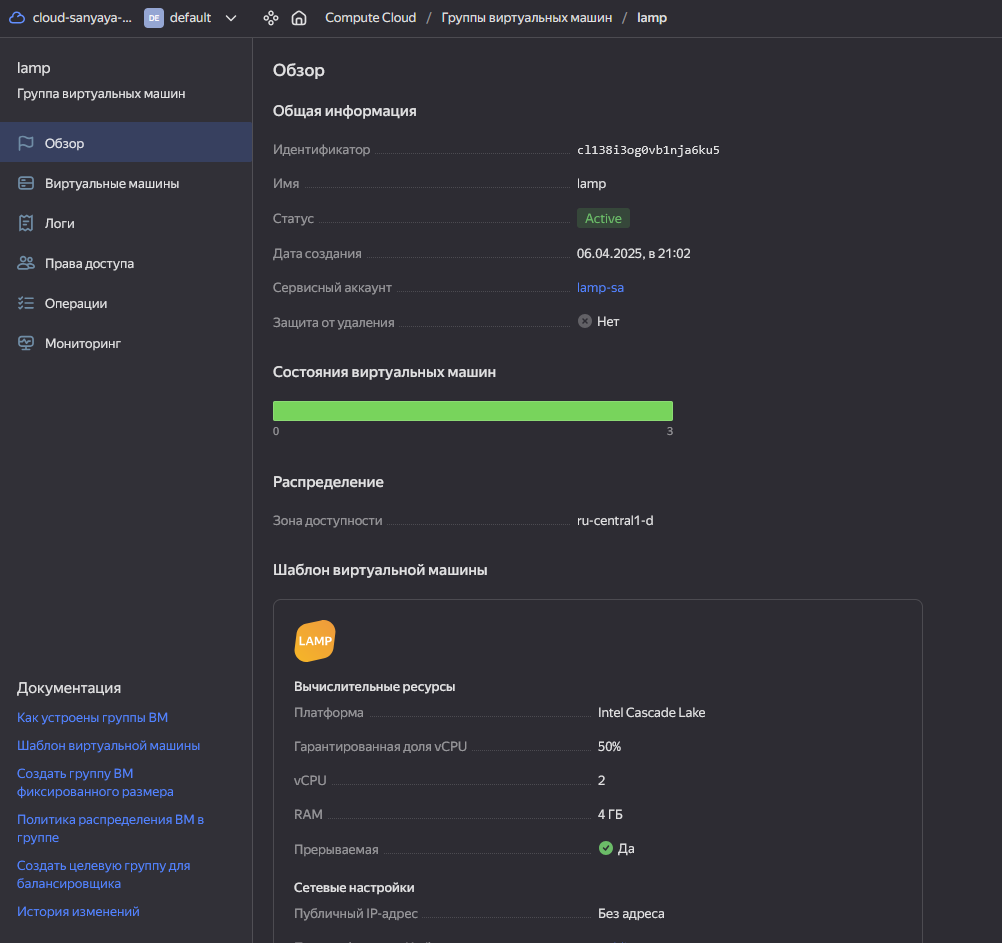 cloud-sanyaya-... DE default Compute Cloud / Группы виртуальных машин / lamp
lamp
Группа виртуальных машин
Обзор
Виртуальные машины
Логи
Права доступа
Операции
Мониторинг
Документация
Как устроены группы ВМ
Шаблон виртуальной машины
Создать группу ВМ
фиксированного размера
Политика распределения ВМ в
группе
Создать целевую группу для
балансировщика
История изменений
Обзор
Общая информация
Идентификатор cl138i3og0vb1nja6ku5
Имя lamp
Статус Active
Дата создания 06.04.2025, в 21:02
Сервисный аккаунт lamp-sa
Защита от удаления Нет
Состояния виртуальных машин
0 3
Распределение
Зона доступности ru-central1-d
Шаблон виртуальной машины
LAMP
Вычислительные ресурсы
Платформа Intel Cascade Lake
Гарантированная доля vCPU 50%
vCPU 2
RAM 4 ГБ
Прерываемая Да
Сетевые настройки
Публичный IP-адрес Без адреса